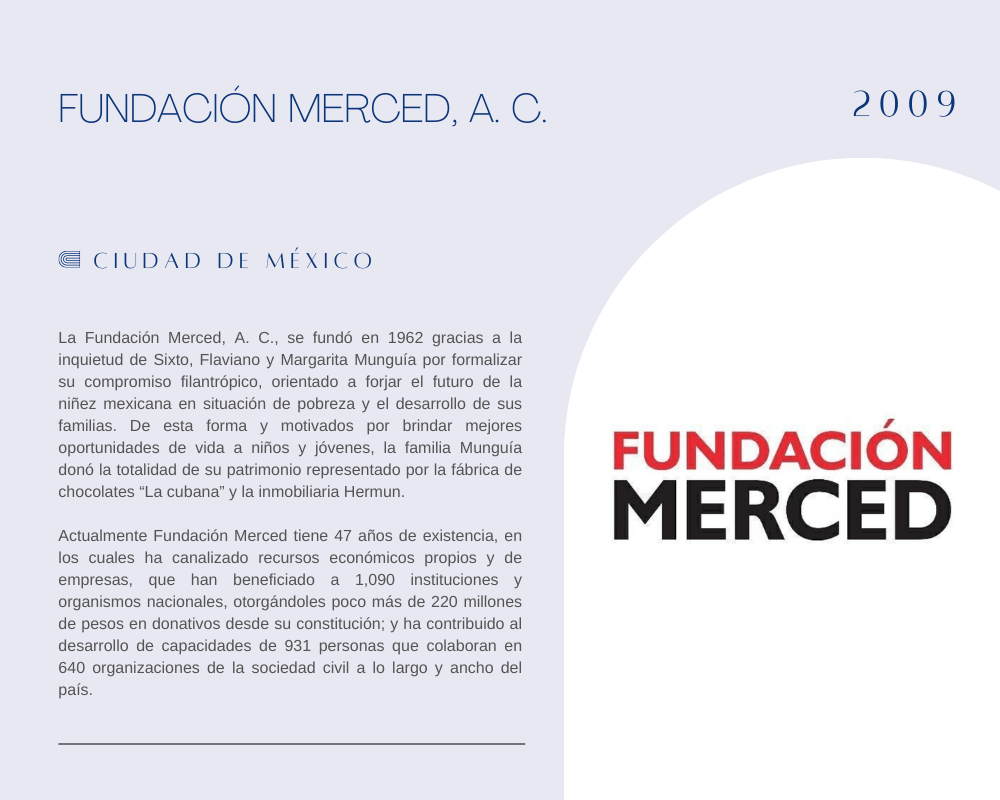 FUNDACIÓN MERCED, A. C.
2009
CIUDAD DE MÉXICO
La Fundación Merced, A. C., se fundó en 1962 gracias a la
inquietud de Sixto, Flaviano y Margarita Munguía por formalizar
su compromiso filantrópico, orientado a forjar el futuro de la
niñez mexicana en situación de pobreza y el desarrollo de sus
familias. De esta forma y motivados por brindar mejores
oportunidades de vida a niños y jóvenes, la familia Munguía
donó la totalidad de su patrimonio representado por la fábrica de
chocolates “La cubana” y la inmobiliaria Hermun.
Actualmente Fundación Merced tiene 47 años de existencia, en
los cuales ha canalizado recursos económicos propios y de
empresas, que han beneficiado a 1,090 instituciones y
organismos nacionales, otorgándoles poco más de 220 millones
de pesos en donativos desde su constitución; y ha contribuido al
desarrollo de capacidades de 931 personas que colaboran en
640 organizaciones de la sociedad civil a lo largo y ancho del
país.
FUNDACIÓN
MERCED